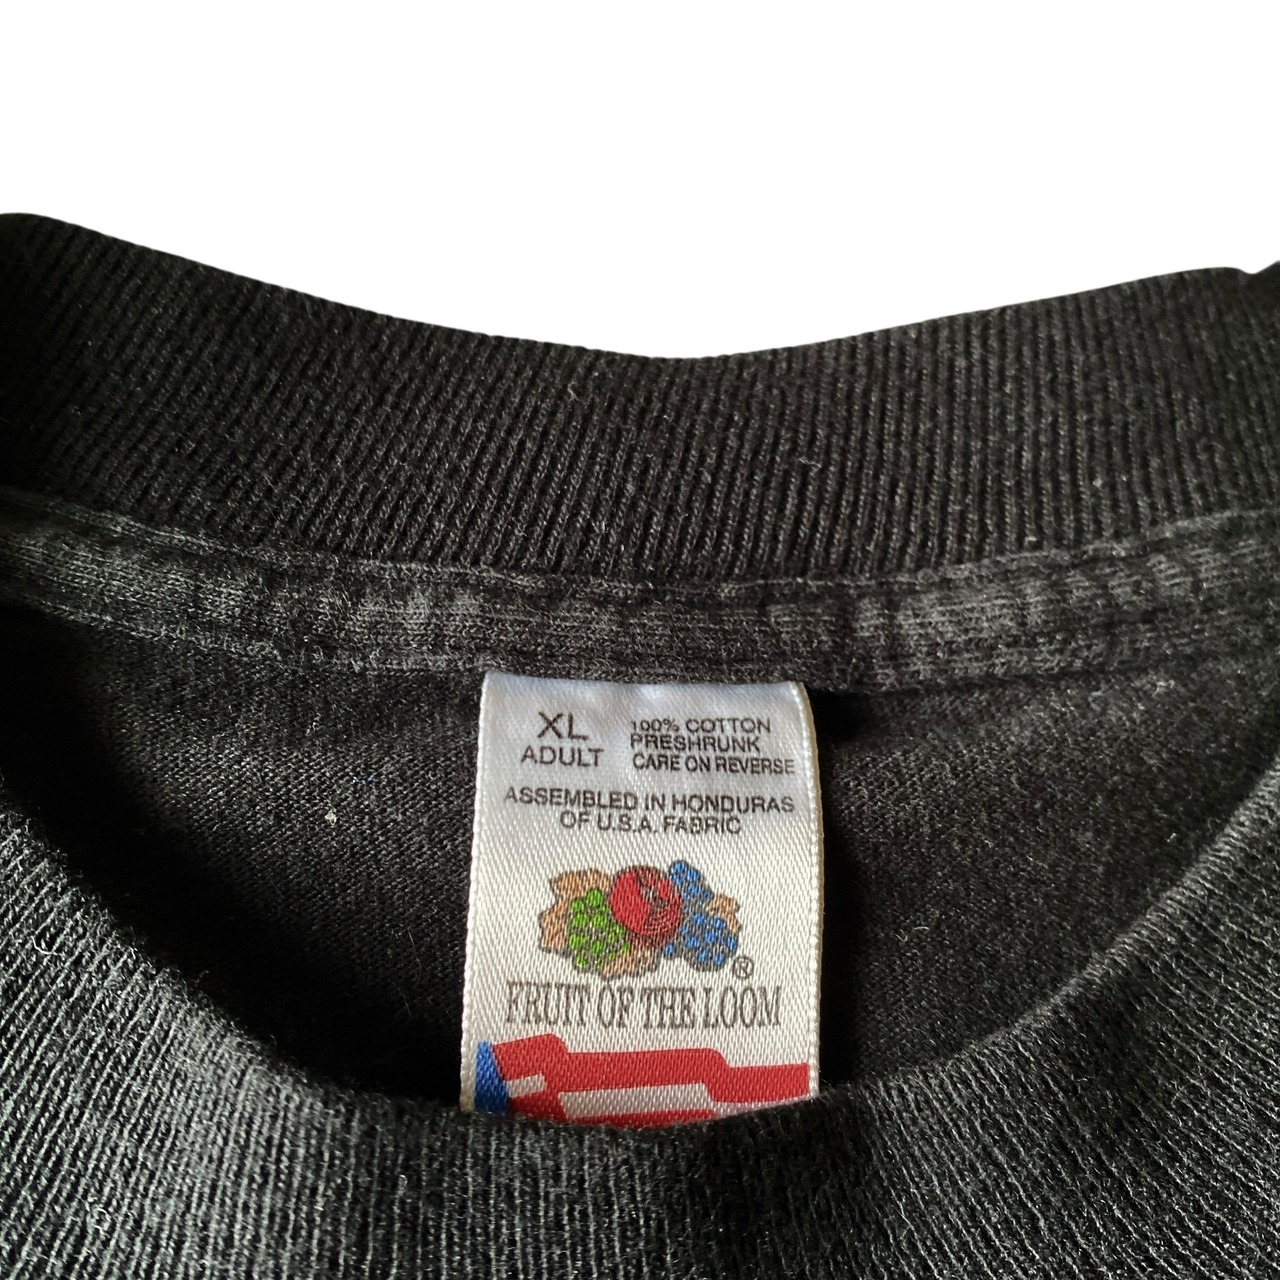 XL
ADULT
100% COTTON
PRESHRUNK
CARE ON REVERSE
ASSEMBLED IN HONDURAS
OF U.S.A. FABRIC
®
FRUIT OF THE LOOM